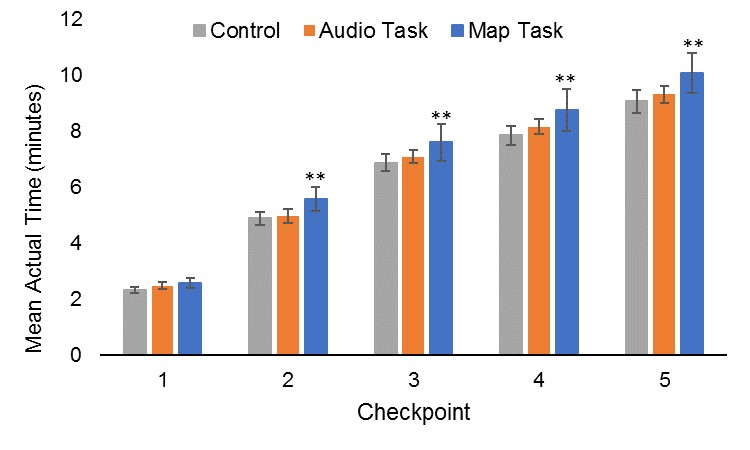 12
Control Audio Task Map Task
10
8
6
4
2
0
**
**
**
**
1 2 3 4 5
Checkpoint
Mean Actual Time (minutes)